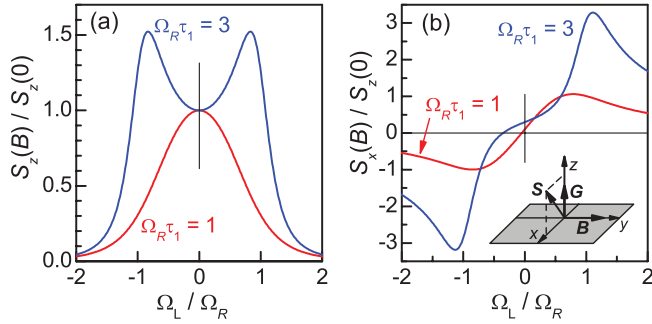 (a)
Ω_R τ_1 = 3
Ω_R τ_1 = 1
S_z(B) / S_z(0)
1.5
1.0
0.5
0.0
-2 -1 0 1 2
Ω_L / Ω_R
(b)
Ω_R τ_1 = 3
Ω_R τ_1 = 1
S_x(B) / S_z(0)
3
2
1
0
-1
-2
-3
z
S
G
B
x
y
-2 -1 0 1 2
Ω_L / Ω_R